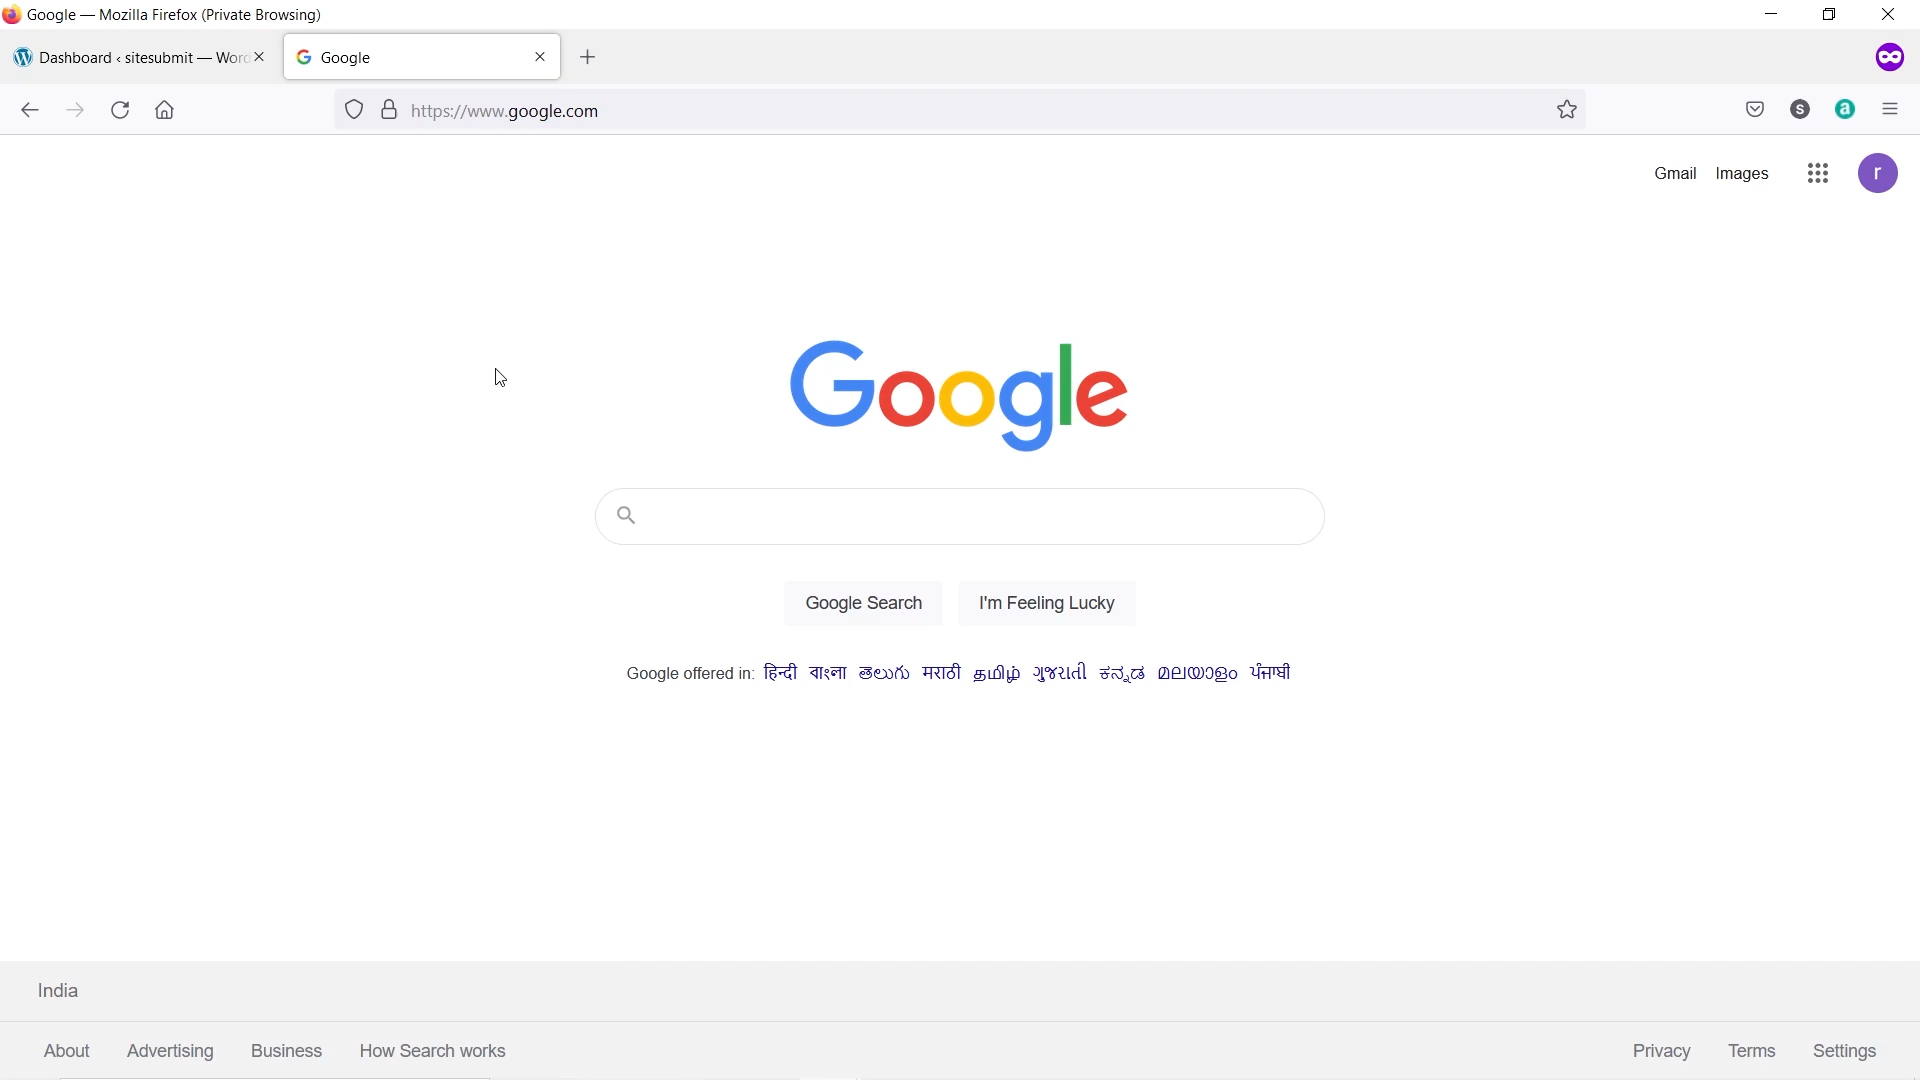 Google — Mozilla Firefox (Private Browsing)
Dashboard ‹ sitesubmit — Word
Google
https://www.google.com
s
a
Gmail Images
r
Google
Google Search I'm Feeling Lucky
Google offered in: हिन्दी বাংলা తెలుగు मराठी தமிழ் ગુજરાતી ಕನ್ನಡ മലയാളം ਪੰਜਾਬੀ
India
About Advertising Business How Search works Privacy Terms Settings